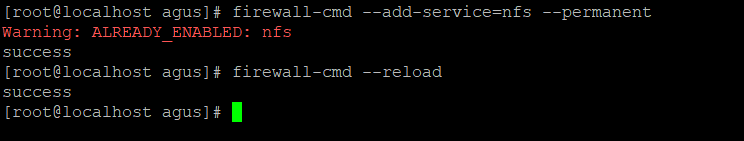 [root@localhost agus]# firewall-cmd --add-service=nfs --permanent
Warning: ALREADY_ENABLED: nfs
success
[root@localhost agus]# firewall-cmd --reload
success
[root@localhost agus]#